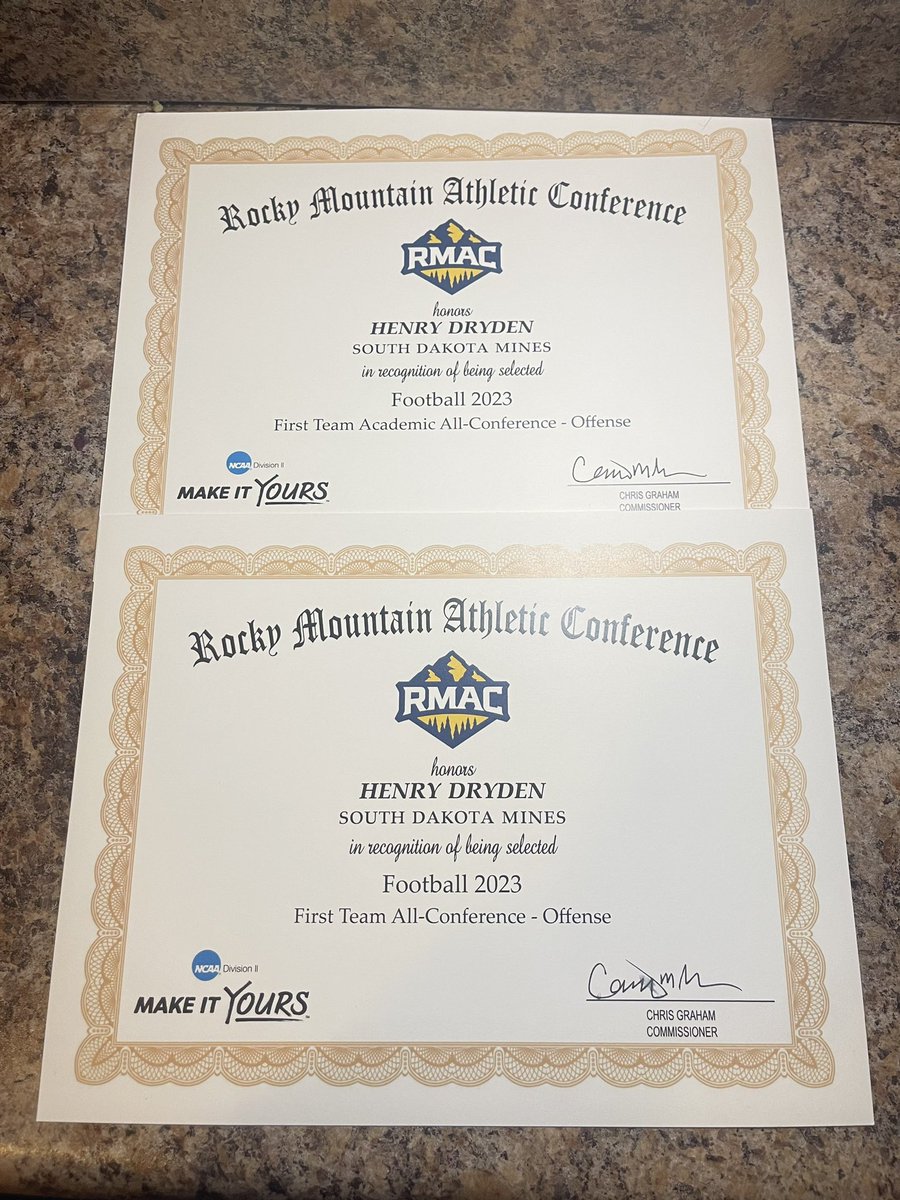 Rocky Mountain Athletic Conference
RMAC
honors
HENRY DRYDEN
SOUTH DAKOTA MINES
in recognition of being selected
Football 2023
First Team Academic All-Conference - Offense
NCAA Division II
MAKE IT YOURS
CHRIS GRAHAM
COMMISSIONER
Rocky Mountain Athletic Conference
RMAC
honors
HENRY DRYDEN
SOUTH DAKOTA MINES
in recognition of being selected
Football 2023
First Team All-Conference - Offense
NCAA Division II
MAKE IT YOURS™
CHRIS GRAHAM
COMMISSIONER